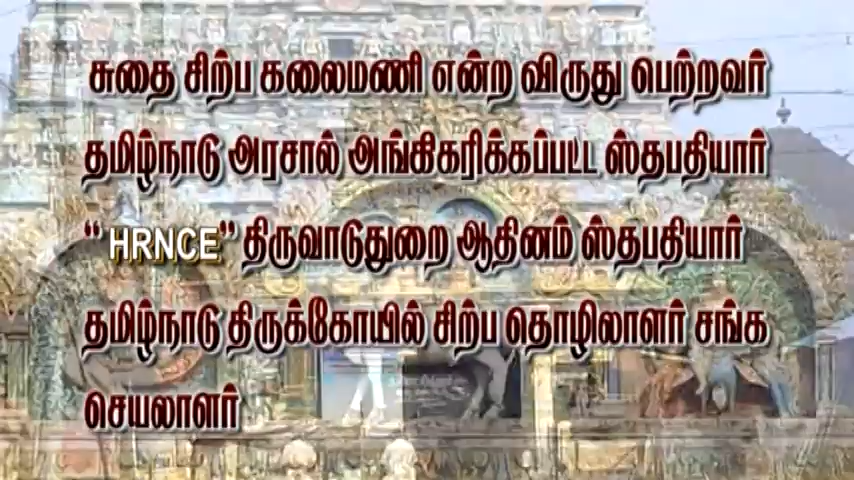 சுதை சிற்ப கலைமணி என்ற விருது பெற்றவர்
தமிழ்நாடு அரசால் அங்கிகரிக்கப்பட்ட ஸ்தபதியார்
“ HRNCE” திருவாடுதுறை ஆதினம் ஸ்தபதியார்
தமிழ்நாடு திருக்கோயில் சிற்ப தொழிலாளர் சங்க
செயலாளர்